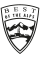 BEST
OF THE ALPS